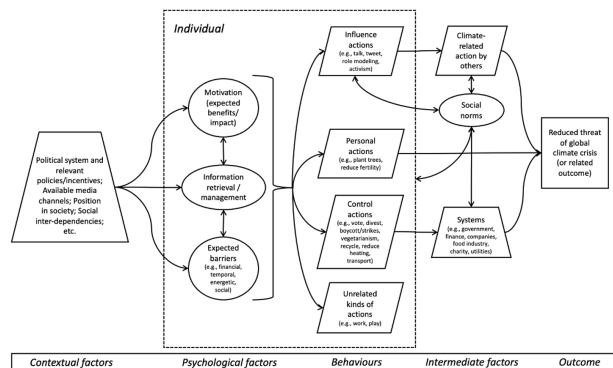 Individual
Political system and
relevant
policies/incentives;
Available media
channels; Position
in society; Social
inter-dependencies;
etc.
Motivation
(expected
benefits/
impact)
Information
retrieval /
management
Expected
barriers
(e.g., financial,
temporal,
energetic,
social)
Influence
actions
(e.g., talk, tweet,
role modeling,
activism)
Personal
actions
(e.g., plant trees,
reduce fertility)
Control
actions
(e.g., vote, divest,
boycott/strikes,
vegetarianism,
recycle, reduce
heating,
transport)
Unrelated
kinds of
actions
(e.g., work, play)
Climate-
related
action by
others
Social
norms
Systems
(e.g., government,
finance, companies,
food industry,
charity, utilities)
Reduced threat
of global
climate crisis
(or related
outcome)
Contextual factors Psychological factors Behaviours Intermediate factors Outcome